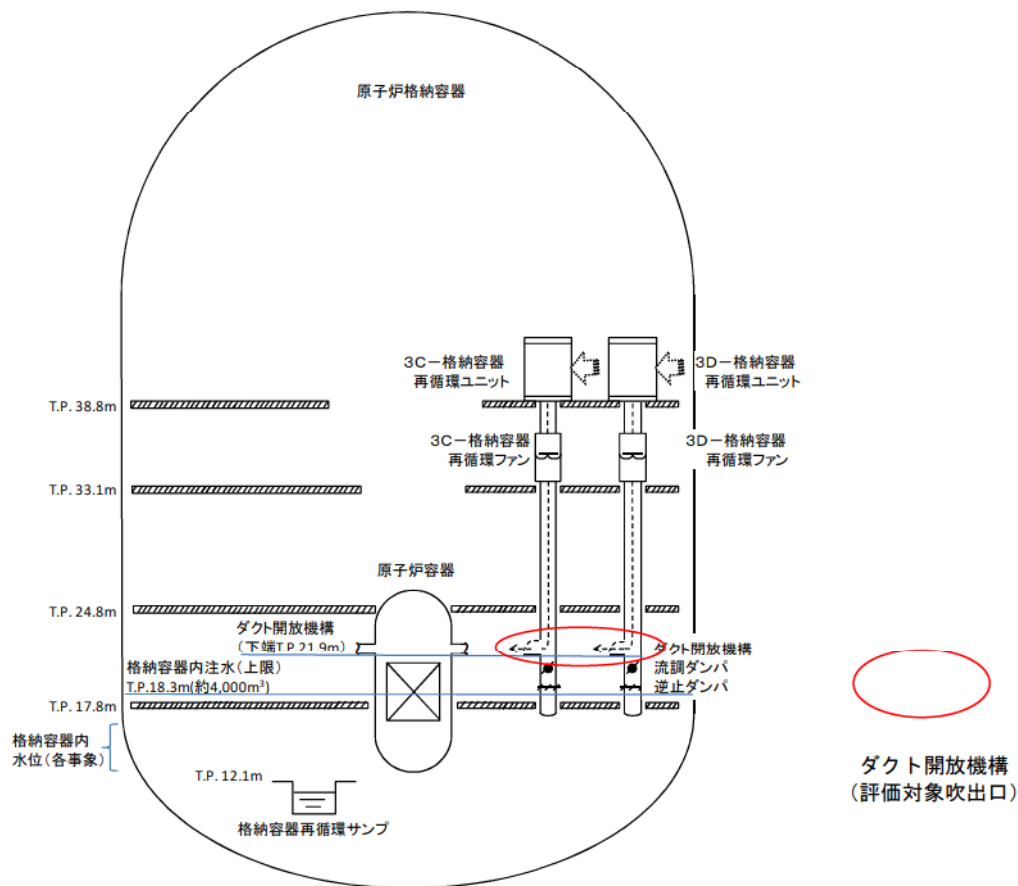 原子炉格納容器
3C－格納容器
再循環ユニット
3D－格納容器
再循環ユニット
T.P. 38.8m
3C－格納容器
再循環ファン
3D－格納容器
再循環ファン
T.P. 33.1m
原子炉容器
T.P. 24.8m
ダクト開放機構
(下端T.P.21.9m)
ダクト開放機構
流調ダンパ
逆止ダンパ
格納容器内注水(上限)
T.P.18.3m(約4,000m³)
T.P. 17.8m
格納容器内
水位(各事象)
T.P. 12.1m
格納容器再循環サンプ
ダクト開放機構
(評価対象吹出口)